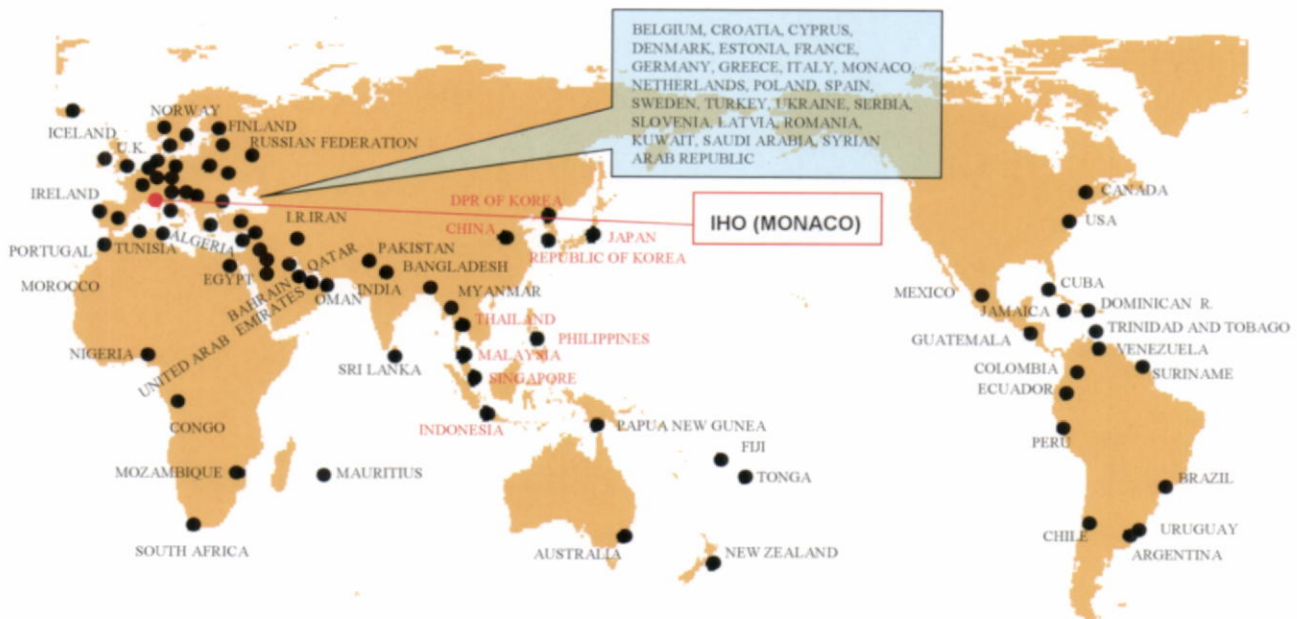 BELGIUM, CROATIA, CYPRUS,
DENMARK, ESTONIA, FRANCE,
GERMANY, GREECE, ITALY, MONACO,
NETHERLANDS, POLAND, SPAIN,
SWEDEN, TURKEY, UKRAINE, SERBIA,
SLOVENIA, LATVIA, ROMANIA,
KUWAIT, SAUDI ARABIA, SYRIAN
ARAB REPUBLIC
NORWAY
ICELAND
FINLAND
U.K.
RUSSIAN FEDERATION
IRELAND
DPR OF KOREA
CANADA
I.R.IRAN
IHO (MONACO)
USA
CHINA
JAPAN
PORTUGAL
TUNISIA
ALGERIA
PAKISTAN
REPUBLIC OF KOREA
EGYPT
QATAR
BANGLADESH
MOROCCO
BAHRAIN
OMAN
INDIA
MYANMAR
MEXICO
CUBA
JAMAICA
DOMINICAN R.
UNITED ARAB EMIRATES
THAILAND
PHILIPPINES
GUATEMALA
TRINIDAD AND TOBAGO
NIGERIA
SRI LANKA
MALAYSIA
VENEZUELA
SINGAPORE
COLOMBIA
SURINAME
ECUADOR
CONGO
INDONESIA
PAPUA NEW GUNEA
FIJI
PERU
MOZAMBIQUE
MAURITIUS
TONGA
BRAZIL
SOUTH AFRICA
AUSTRALIA
NEW ZEALAND
CHILE
URUGUAY
ARGENTINA